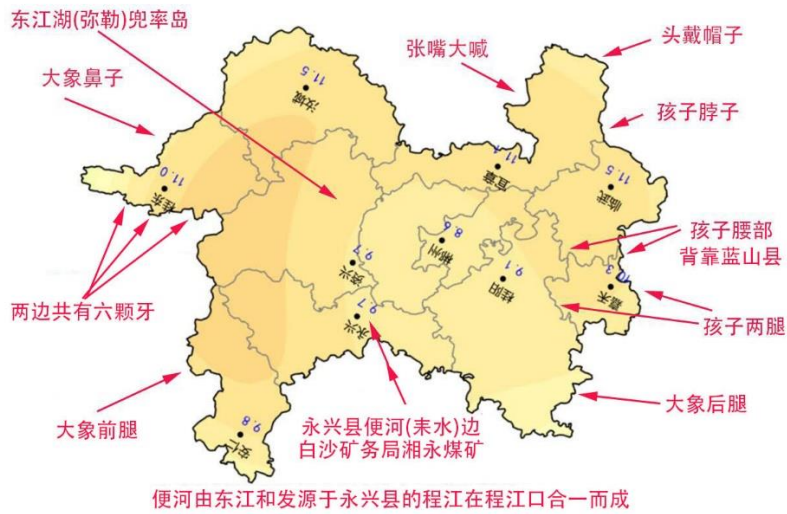 东江湖(弥勒)兜率岛
张嘴大喊
头戴帽子
大象鼻子
11.5
汝城
孩子脖子
11.1
宜章
11.0
桂东
11.5
临武
8.6
郴州
孩子腰部
背靠蓝山县
9.7
资兴
9.1
桂阳
10.3
嘉禾
两边共有六颗牙
9.7
永兴
孩子两腿
大象前腿
9.8
安仁
永兴县便河(耒水)边
白沙矿务局湘永煤矿
大象后腿
便河由东江和发源于永兴县的程江在程江口合一而成